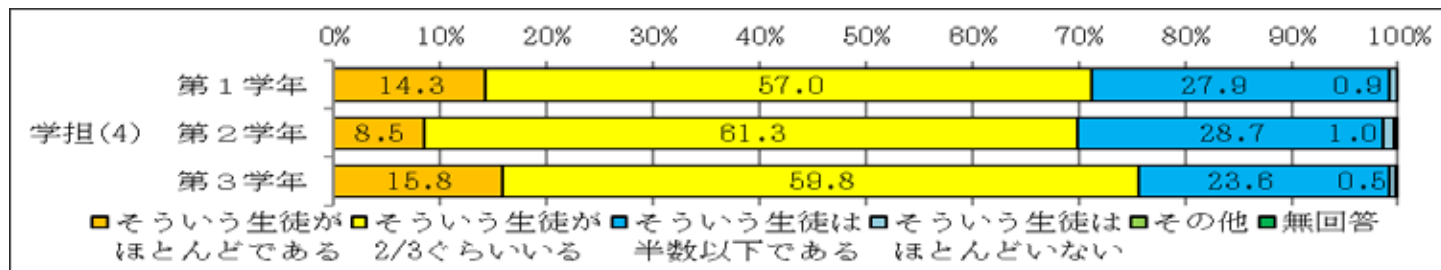 0% 10% 20% 30% 40% 50% 60% 70% 80% 90% 100%
第1学年 14.3 57.0 27.9 0.9
学担(4) 第2学年 8.5 61.3 28.7 1.0
第3学年 15.8 59.8 23.6 0.5
そういう生徒が そういう生徒が そういう生徒は そういう生徒は その他 無回答
ほとんどである 2/3ぐらいいる 半数以下である ほとんどいない